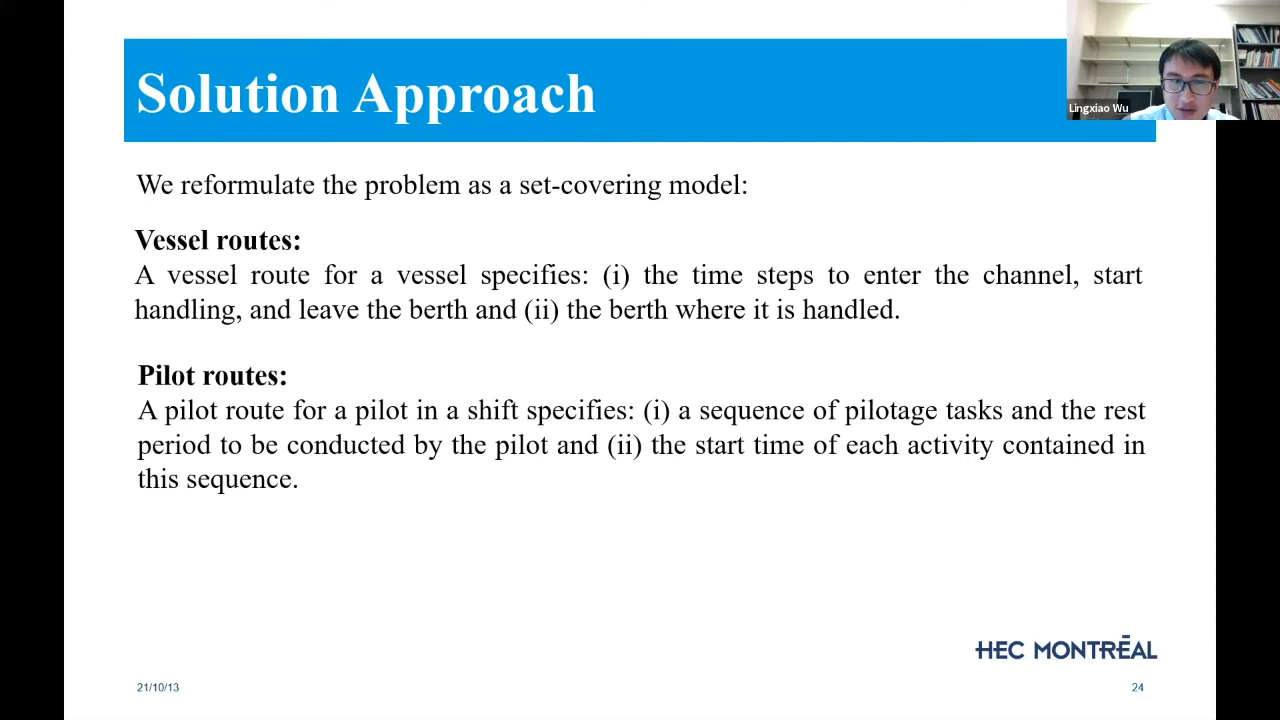 Solution Approach
Lingxiao Wu
We reformulate the problem as a set-covering model:
Vessel routes:
A vessel route for a vessel specifies: (i) the time steps to enter the channel, start
handling, and leave the berth and (ii) the berth where it is handled.
Pilot routes:
A pilot route for a pilot in a shift specifies: (i) a sequence of pilotage tasks and the rest
period to be conducted by the pilot and (ii) the start time of each activity contained in
this sequence.
HEC MONTRĒAL
21/10/13
24